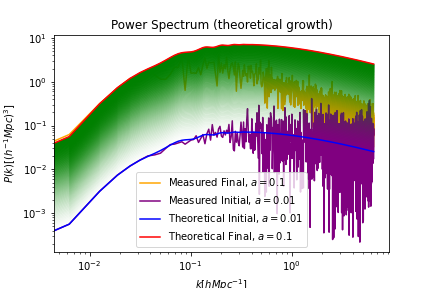 Power Spectrum (theoretical growth)
10¹
10⁰
10⁻¹
10⁻²
10⁻³
P(k)[(h⁻¹Mpc)³]
Measured Final, a = 0.1
Measured Initial, a = 0.01
Theoretical Initial, a = 0.01
Theoretical Final, a = 0.1
10⁻² 10⁻¹ 10⁰
k[hMpc⁻¹]